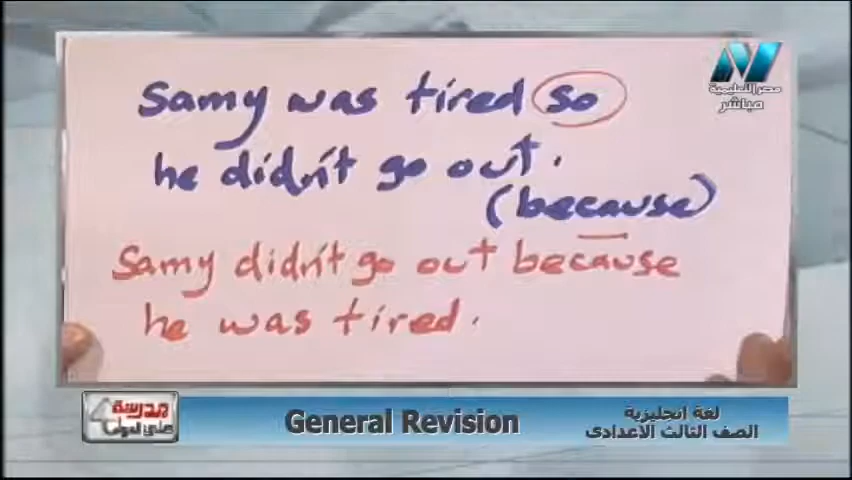 Samy was tired so
he didn't go out.
(because)
Samy didn't go out because
he was tired.
مصر التعليمية
مباشر
مدرسة
على الهواء
General Revision
لغة انجليزية
الصف الثالث الاعدادى